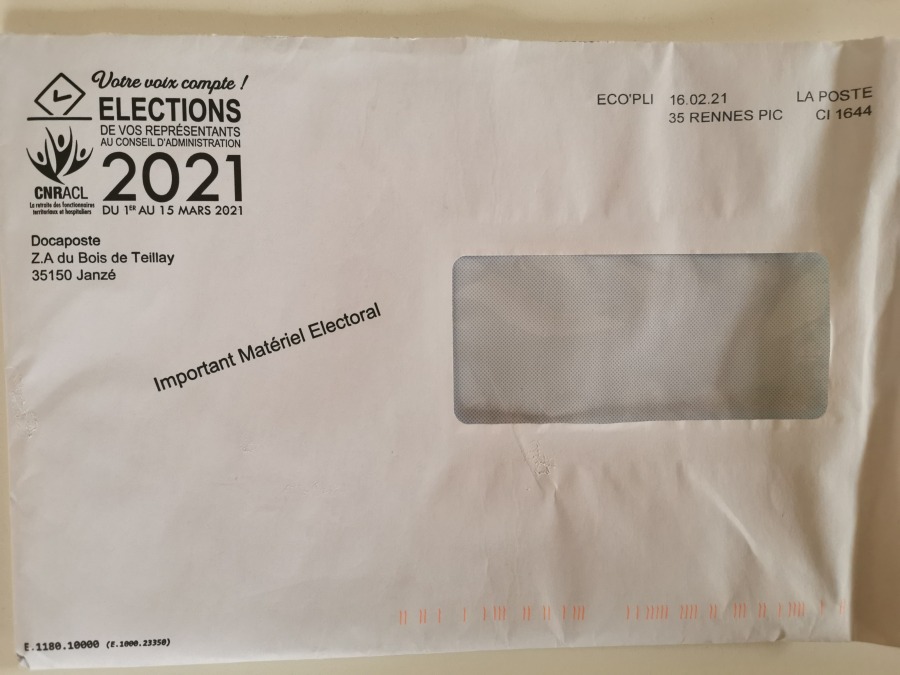 Votre voix compte !
ELECTIONS
DE VOS REPRÉSENTANTS
AU CONSEIL D'ADMINISTRATION
2021
DU 1ER AU 15 MARS 2021
CNRACL
La retraite des fonctionnaires
territoriaux et hospitaliers
ECO'PLI 16.02.21 LA POSTE
35 RENNES PIC CI 1644
Docaposte
Z.A du Bois de Teillay
35150 Janzé
Important Matériel Electoral
E.1180.10000 (E.1000.23350)